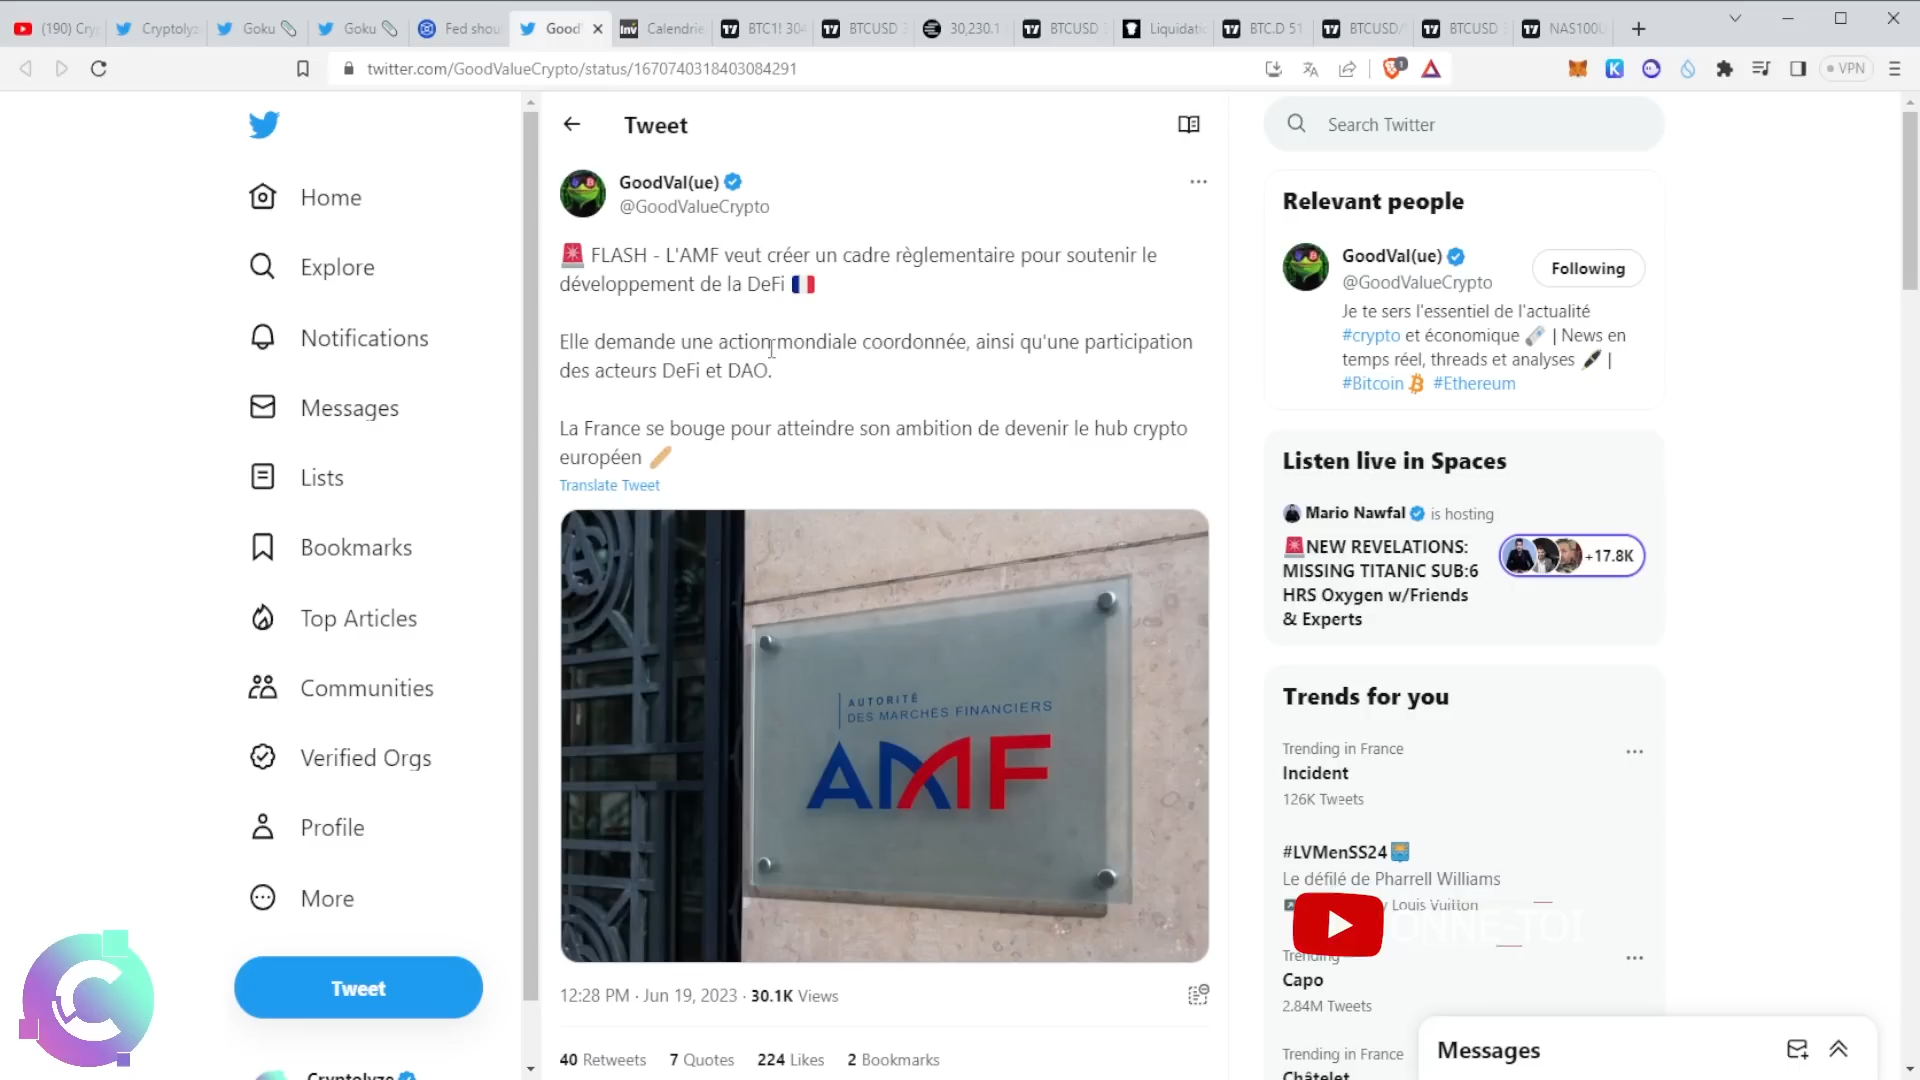 (190) Cry
Cryptolyz
Goku
Goku
Fed shou
Good
Calendrie
BTC1! 304
BTCUSD
30,230.1
BTCUSD
Liquidati
BTC.D 51
BTCUSD/
BTCUSD
NAS100U
twitter.com/GoodValueCrypto/status/1670740318403084291
VPN
Home
Explore
Notifications
Messages
Lists
Bookmarks
Top Articles
Communities
Verified Orgs
Profile
More
Tweet
Cryptolyze
Tweet
GoodVal(ue)
@GoodValueCrypto
🚨 FLASH - L'AMF veut créer un cadre règlementaire pour soutenir le
développement de la DeFi 🇫🇷
Elle demande une action mondiale coordonnée, ainsi qu'une participation
des acteurs DeFi et DAO.
La France se bouge pour atteindre son ambition de devenir le hub crypto
européen 🥖
Translate Tweet
AUTORITÉ
DES MARCHÉS FINANCIERS
AMF
12:28 PM · Jun 19, 2023 · 30.1K Views
40 Retweets 7 Quotes 224 Likes 2 Bookmarks
Search Twitter
Relevant people
GoodVal(ue)
@GoodValueCrypto
Following
Je te sers l'essentiel de l'actualité
#crypto et économique 🗞️ | News en
temps réel, threads et analyses 🖋️ |
#Bitcoin #Ethereum
Listen live in Spaces
Mario Nawfal is hosting
🚨NEW REVELATIONS:
MISSING TITANIC SUB:6
HRS Oxygen w/Friends
& Experts
+17.8K
Trends for you
Trending in France
Incident
126K Tweets
#LVMenSS24
Le défilé de Pharrell Williams
y Louis Vuitton
ONNE-TOI
Trending
Capo
2.84M Tweets
Trending in France
Châtelet
Messages